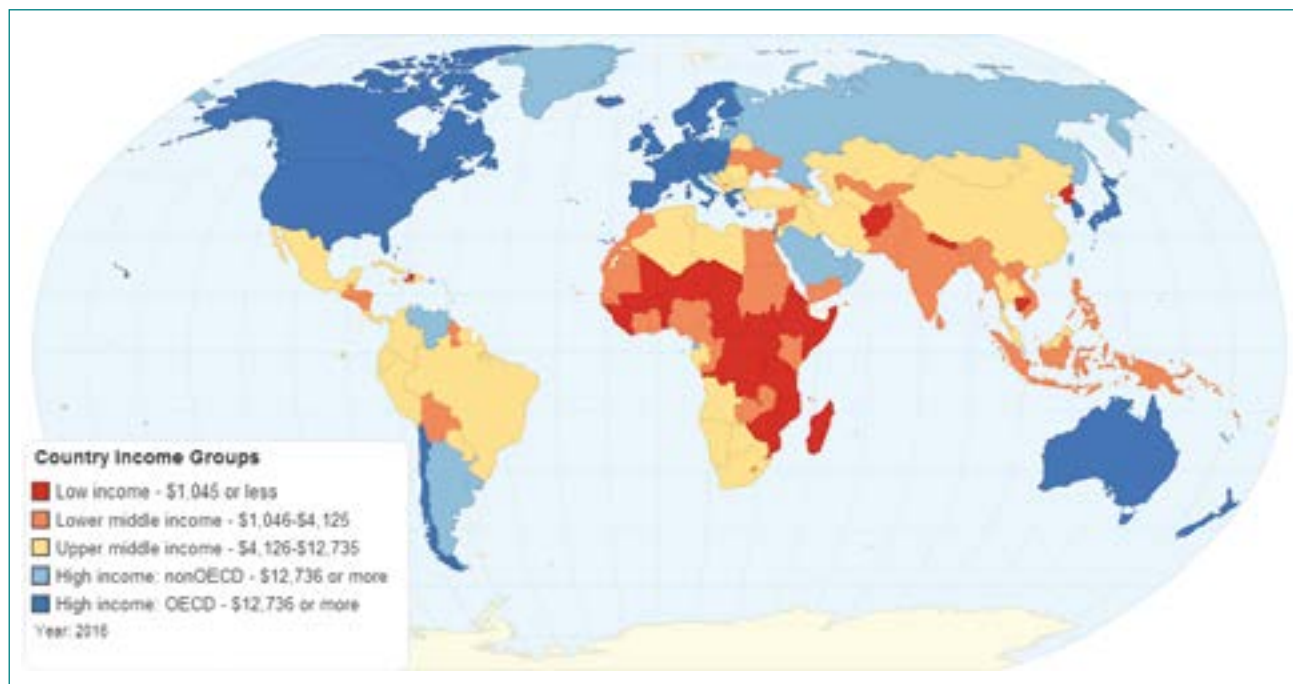 Country Income Groups
Low income - $1,045 or less
Lower middle income - $1,046-$4,125
Upper middle income - $4,126-$12,735
High income: nonOECD - $12,736 or more
High income: OECD - $12,736 or more
Year: 2016